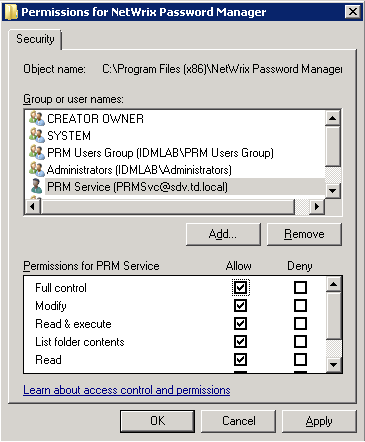 Permissions for NetWrix Password Manager
Security
Object name: C:\Program Files (x86)\NetWrix Password Manager
Group or user names:
CREATOR OWNER
SYSTEM
PRM Users Group (IDMLAB\PRM Users Group)
Administrators (IDMLAB\Administrators)
PRM Service (PRMSvc@sdv.td.local)
Add... Remove
Permissions for PRM Service Allow Deny
Full control
Modify
Read & execute
List folder contents
Read
Learn about access control and permissions
OK Cancel Apply